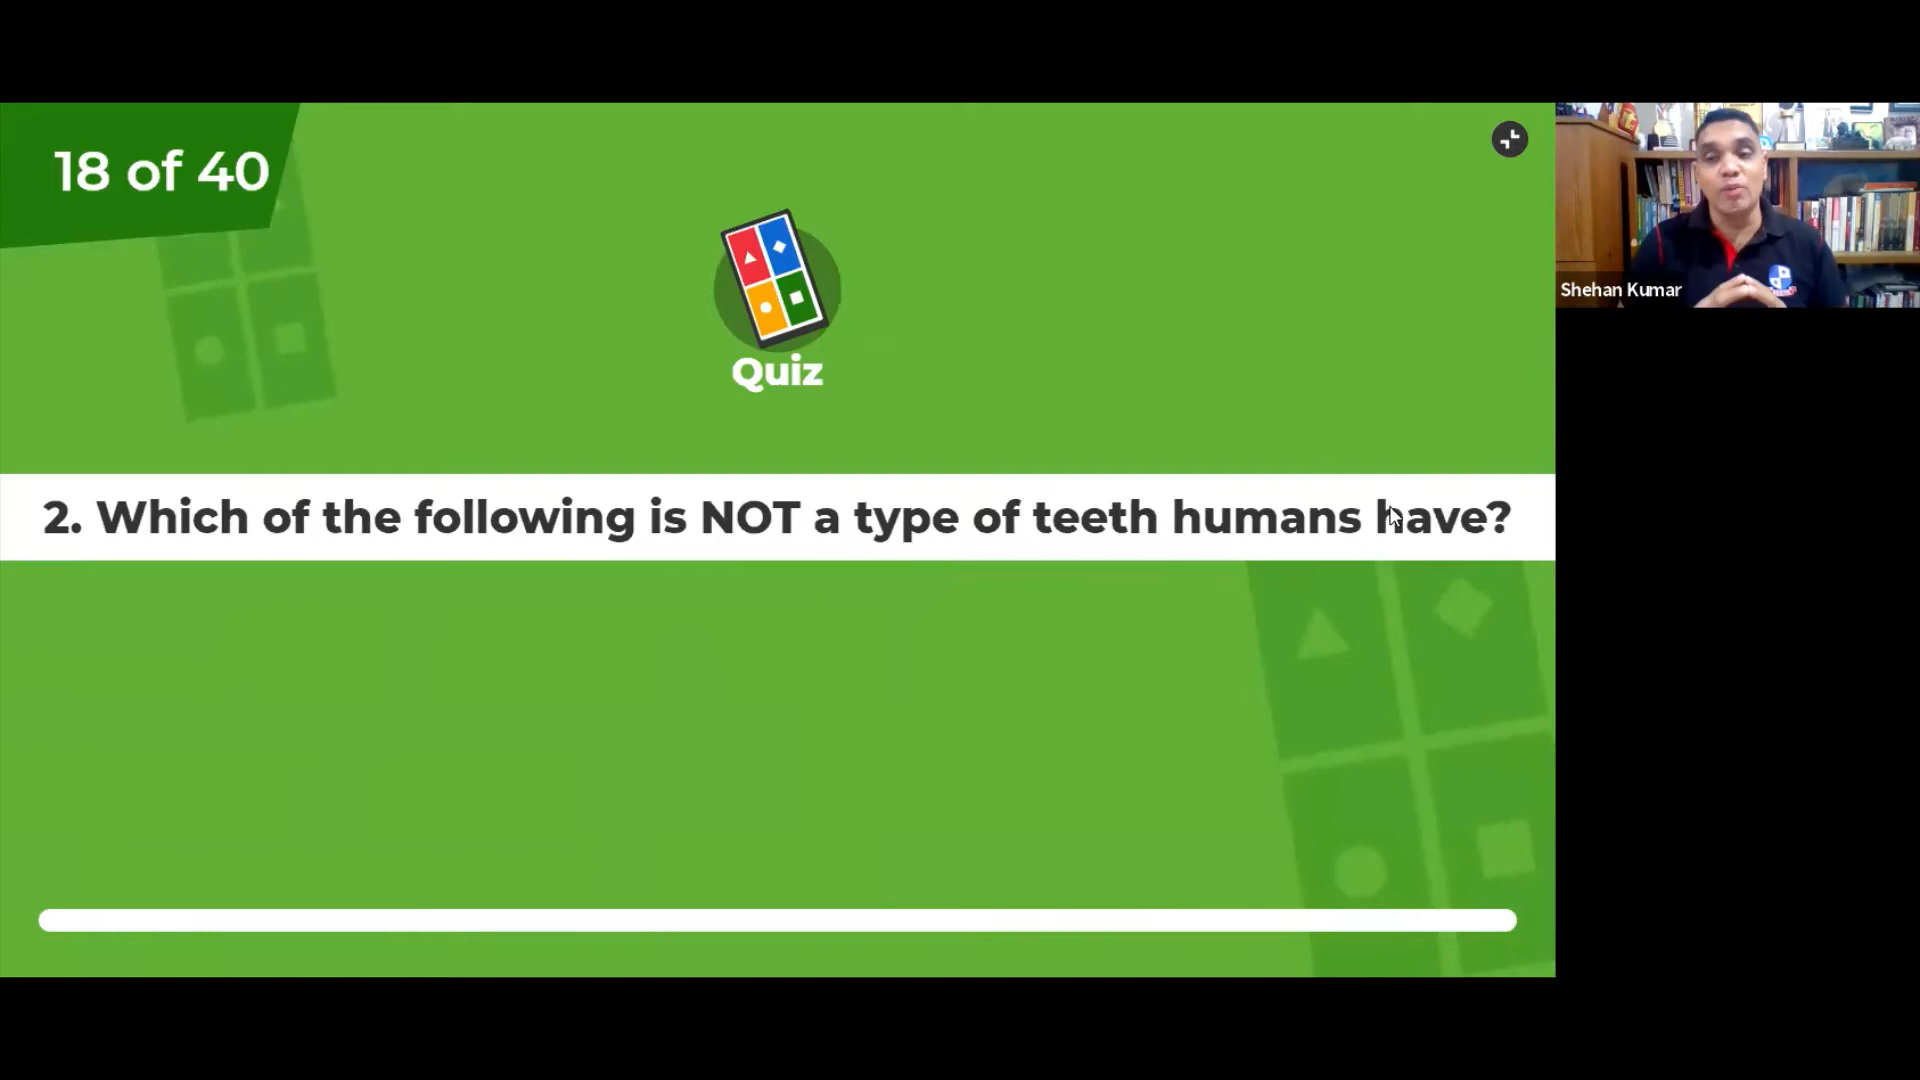 18 of 40
Quiz
2. Which of the following is NOT a type of teeth humans have?
Shehan Kumar